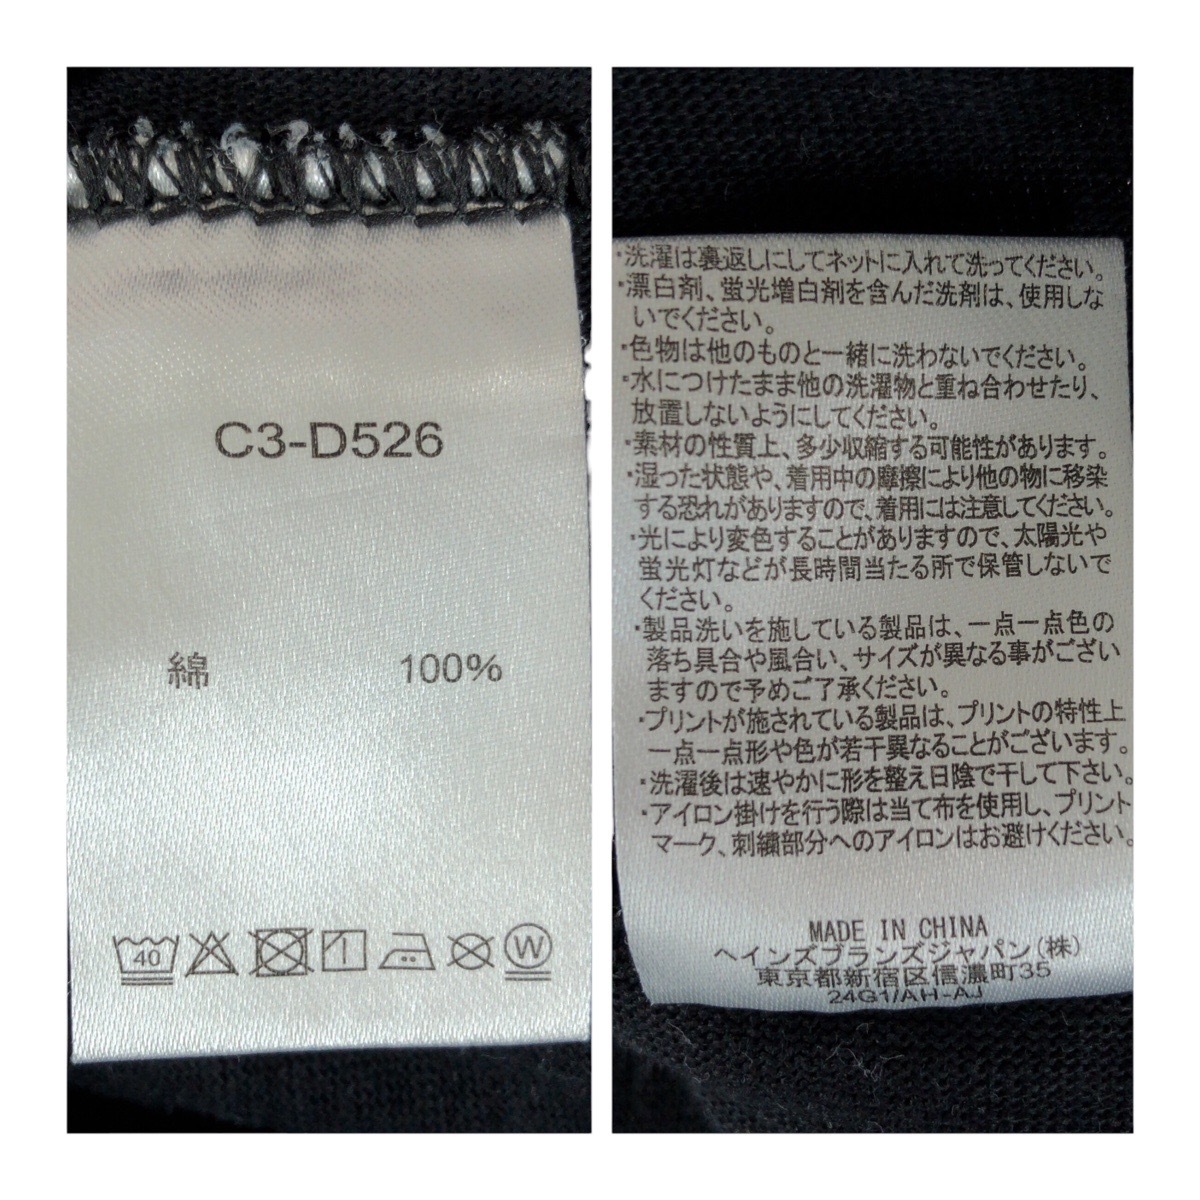 C3-D526
綿 100%
40
W
・洗濯は裏返しにしてネットに入れて洗ってください。
・漂白剤、蛍光増白剤を含んだ洗剤は、使用しな
いでください。
・色物は他のものと一緒に洗わないでください。
・水につけたまま他の洗濯物と重ね合わせたり、
放置しないようにしてください。
・素材の性質上、多少収縮する可能性があります。
・湿った状態や、着用中の摩擦により他の物に移染
する恐れがありますので、着用には注意してください。
・光により変色することがありますので、太陽光や
蛍光灯などが長時間当たる所で保管しないで
ください。
・製品洗いを施している製品は、一点一点色の
落ち具合や風合い、サイズが異なる事がござい
ますので予めご了承ください。
・プリントが施されている製品は、プリントの特性上
一点一点形や色が若干異なることがございます。
・洗濯後は速やかに形を整え日陰で干して下さい。
・アイロン掛けを行う際は当て布を使用し、プリント
マーク、刺繍部分へのアイロンはお避けください。
MADE IN CHINA
ヘインズブランズジャパン(株)
東京都新宿区信濃町35
24G1/AH-AJ